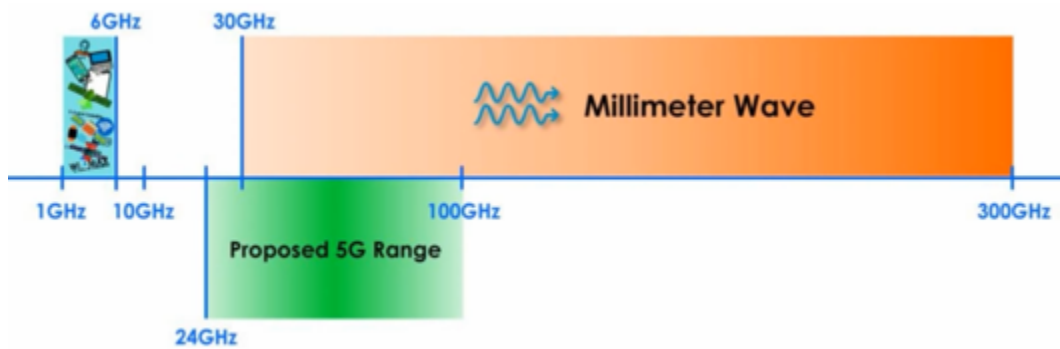 6GHz
30GHz
Millimeter Wave
1GHz
10GHz
100GHz
300GHz
Proposed 5G Range
24GHz